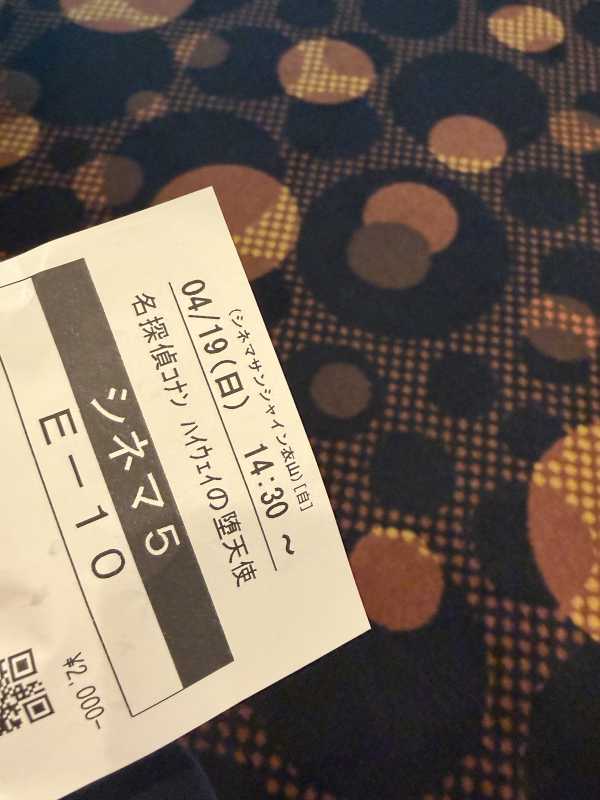 (シネマサンシャイン衣山)[自]
04/19(日) 14:30 ~
名探偵コナン ハイウェイの堕天使
シネマ5
E-10
¥2,000-